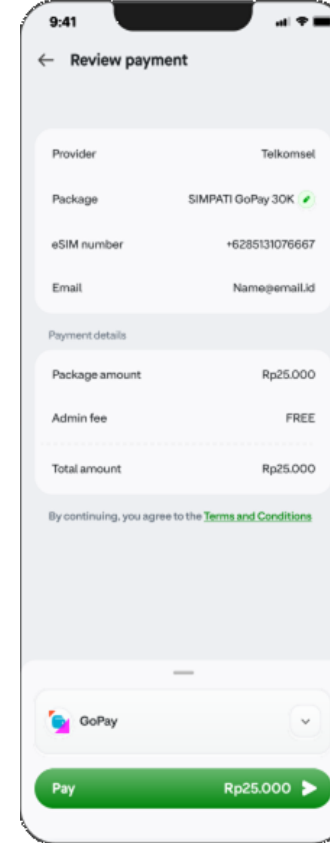 9:41
Review payment
Provider Telkomsel
Package SIMPATI GoPay 30K
eSIM number +6285131076667
Email Name@email.id
Payment details
Package amount Rp25.000
Admin fee FREE
Total amount Rp25.000
By continuing, you agree to the Terms and Conditions
GoPay
Pay Rp25.000